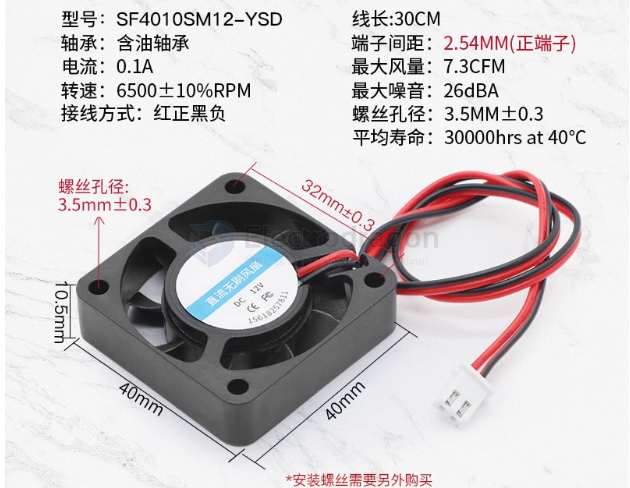 型号：SF4010SM12-YSD
轴承：含油轴承
电流：0.1A
转速：6500±10%RPM
接线方式：红正黑负
线长:30CM
端子间距：2.54MM(正端子)
最大风量：7.3CFM
最大噪音：26dBA
螺丝孔径：3.5MM±0.3
平均寿命：30000hrs at 40℃
螺丝孔径:
3.5mm±0.3
32mm±0.3
Electrodragon
直流无刷风扇
DC 12V
CE
15618257811
10.5mm
40mm
40mm
*安装螺丝需要另外购买